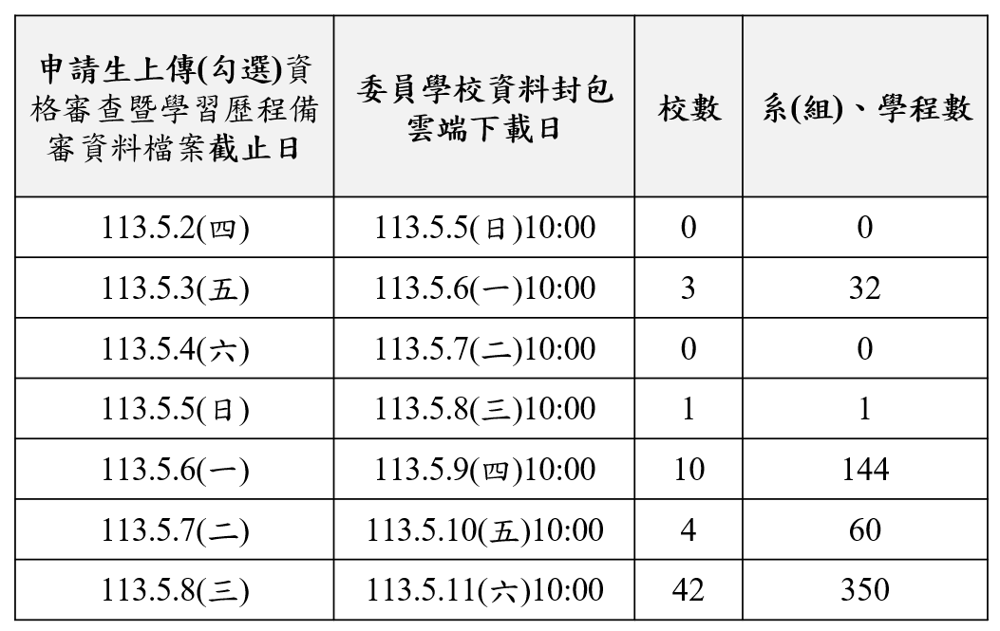 申請生上傳(勾選)資
格審查暨學習歷程備
審資料檔案截止日
委員學校資料封包
雲端下載日
校數
系(組)、學程數
113.5.2(四) 113.5.5(日)10:00 0 0
113.5.3(五) 113.5.6(一)10:00 3 32
113.5.4(六) 113.5.7(二)10:00 0 0
113.5.5(日) 113.5.8(三)10:00 1 1
113.5.6(一) 113.5.9(四)10:00 10 144
113.5.7(二) 113.5.10(五)10:00 4 60
113.5.8(三) 113.5.11(六)10:00 42 350